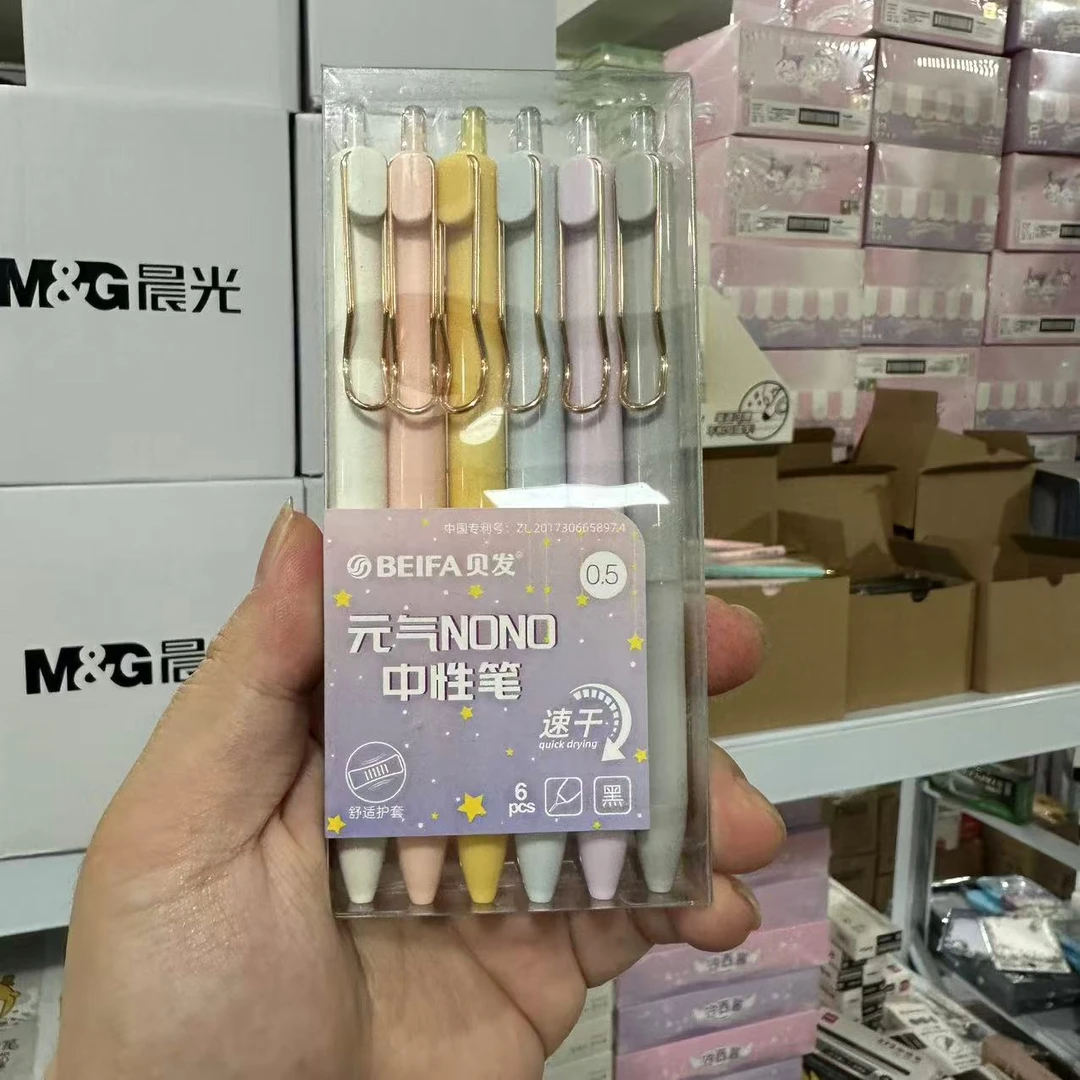 M&G晨光
M&G晨
中国专利号：ZL 201730665897.4
BEIFA贝发®
0.5
元气NONO
中性笔
速干
quick drying
舒适护套
6
pcs
黑